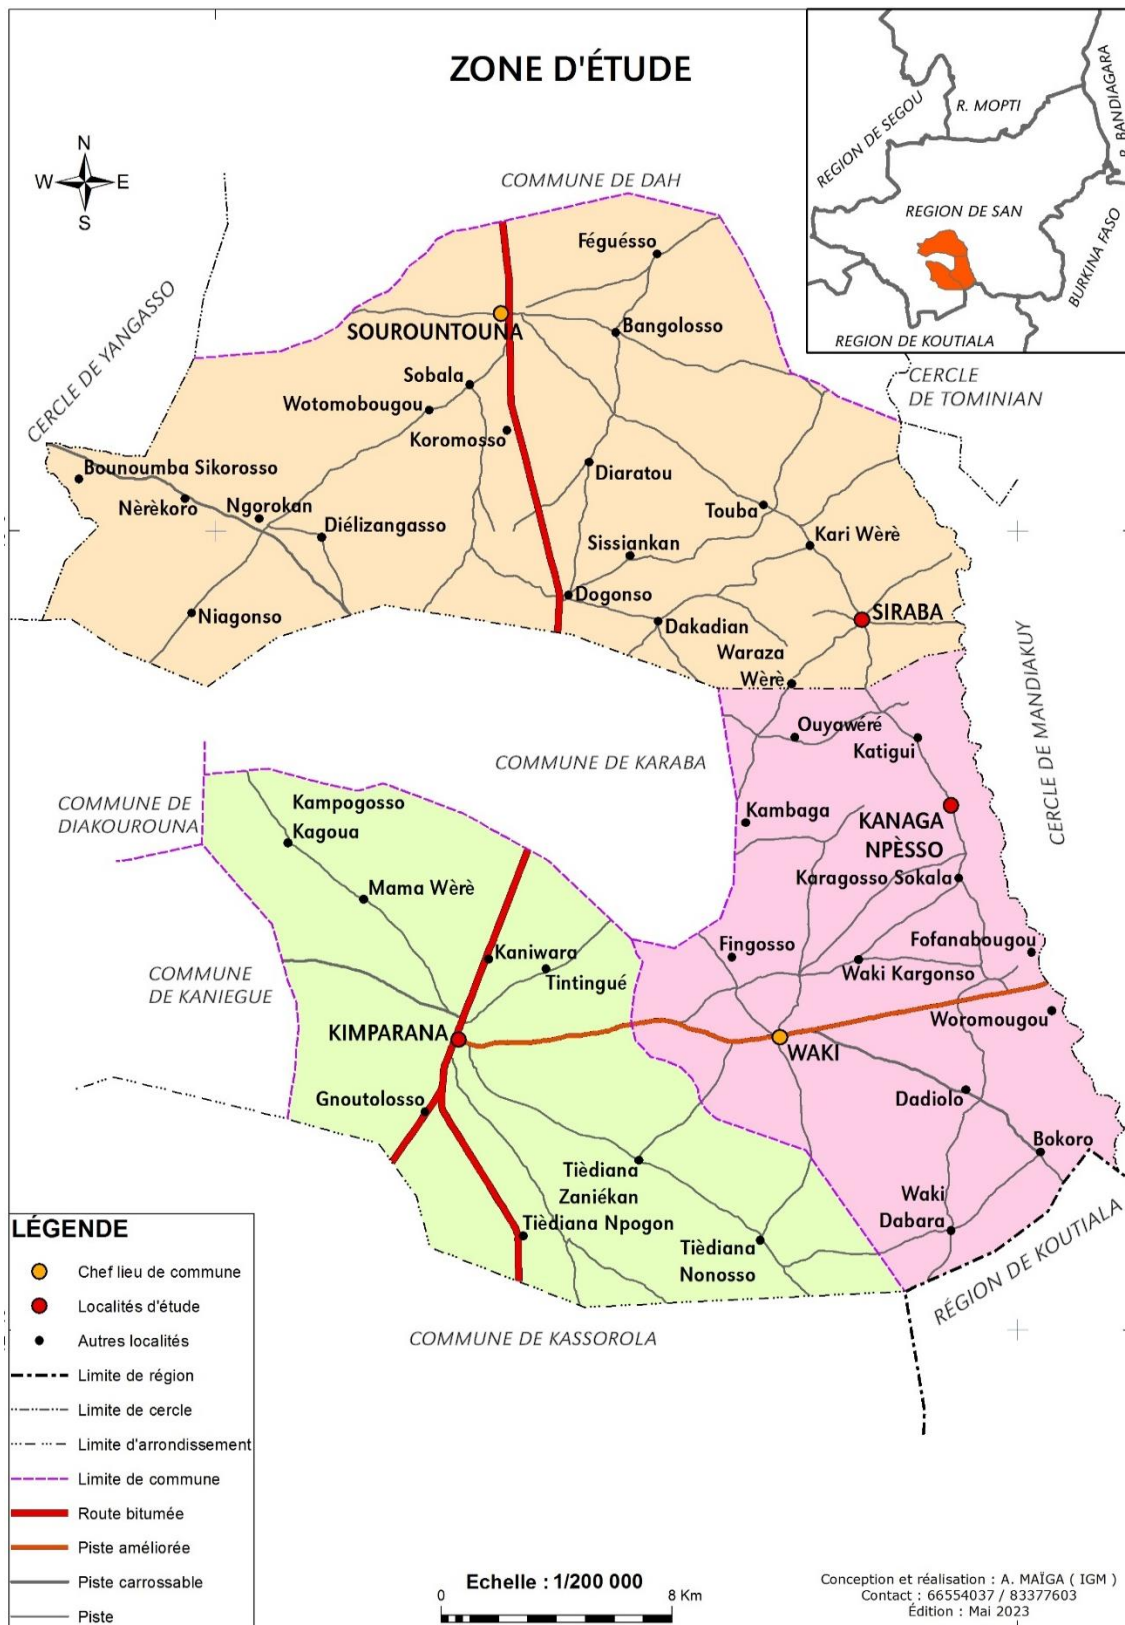 ZONE D'ÉTUDE
R. MOPTI
R. BANDIAGARA
REGION DE SEGOU
REGION DE SAN
BURKINA FASO
REGION DE KOUTIALA
N
W
E
S
COMMUNE DE DAH
Féguésso
SOUROUNTOUNA
Bangolosso
CERCLE DE YANGASSO
CERCLE
DE TOMINIAN
Sobala
Wotomobougou
Koromosso
Bounoumba Sikorosso
Diaratou
Nèrèkoro
Ngorokan
Touba
Diélizangasso
Kari Wèrè
Sissiankan
Dogonso
Niagonso
SIRABA
Dakadian
Waraza
Wèrè
CERCLE DE MANDIAKUY
Ouyawéré
Katigui
COMMUNE DE KARABA
COMMUNE DE
DIAKOUROUNA
Kampogosso
Kagoua
Kambaga
KANAGA
NPÈSSO
Mama Wèrè
Karagosso Sokala
Kaniwara
Fingosso
Fofanabougou
COMMUNE
DE KANIEGUE
Tintingué
Waki Kargonso
Woromougou
KIMPARANA
WAKI
Gnoutolosso
Dadiolo
Bokoro
Tièdiana
Zaniékan
Tièdiana Npogon
Waki
Dabara
Tièdiana
Nonosso
RÉGION DE KOUTIALA
COMMUNE DE KASSOROLA
LÉGENDE
Chef lieu de commune
Localités d'étude
Autres localités
Limite de région
Limite de cercle
Limite d'arrondissement
Limite de commune
Route bitumée
Piste améliorée
Piste carrossable
Piste
Echelle : 1/200 000
0 8 Km
Conception et réalisation : A. MAÏGA ( IGM )
Contact : 66554037 / 83377603
Édition : Mai 2023